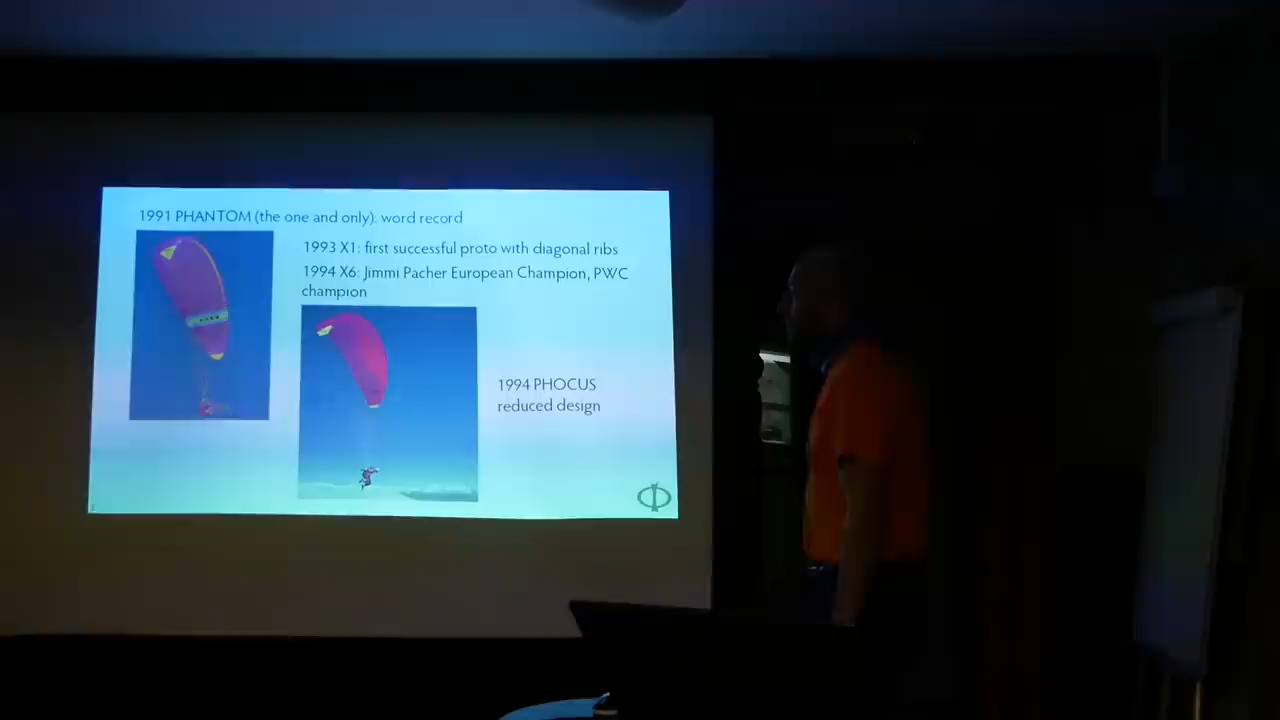 1991 PHANTOM (the one and only): word record
1993 X1: first successful proto with diagonal ribs
1994 X6: Jimmi Pacher European Champion, PWC
champion
1994 PHOCUS
reduced design